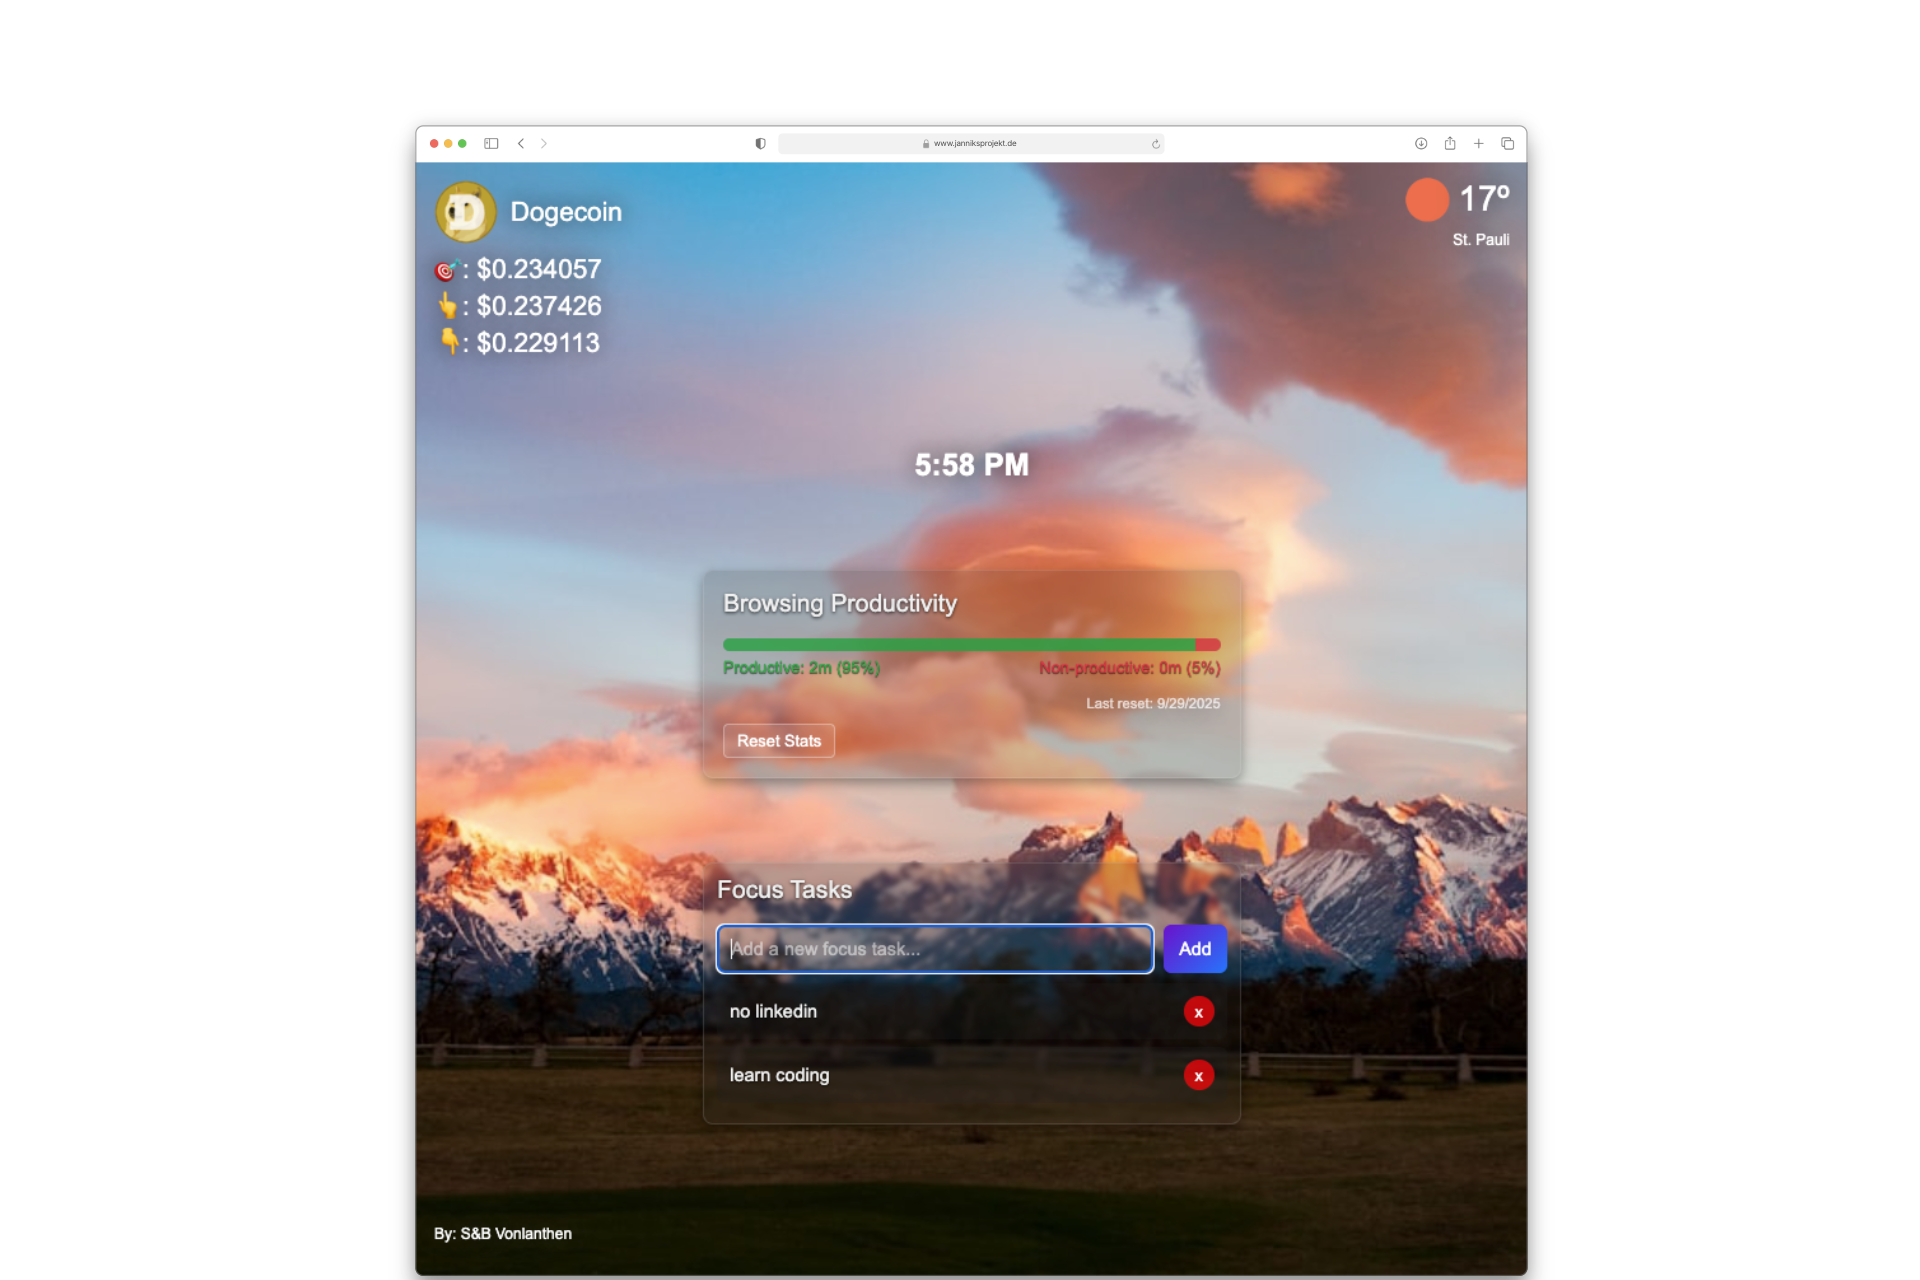 www.janniksprojekt.de
Dogecoin
17º
St. Pauli
🎯: $0.234057
👆: $0.237426
👇: $0.229113
5:58 PM
Browsing Productivity
Productive: 2m (95%) Non-productive: 0m (5%)
Last reset: 9/29/2025
Reset Stats
Focus Tasks
Add a new focus task...
Add
no linkedin x
learn coding x
By: S&B Vonlanthen